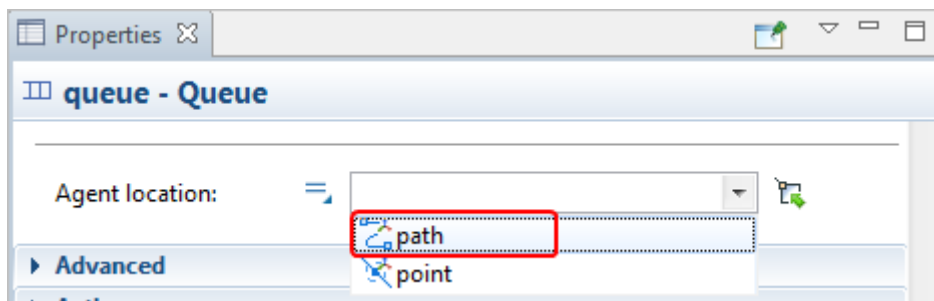 Properties
queue - Queue
Agent location:
path
Advanced
point